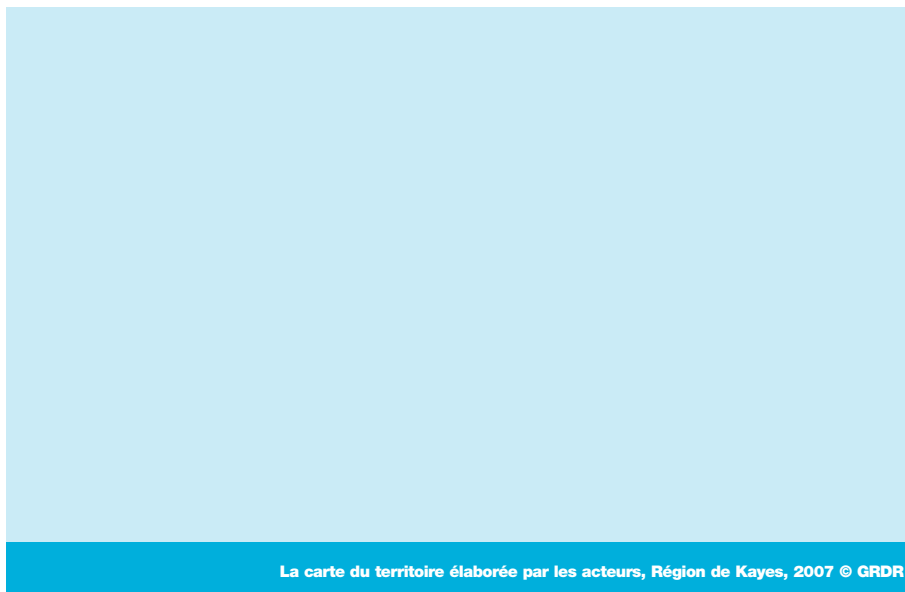 La carte du territoire élaborée par les acteurs, Région de Kayes, 2007 © GRDR